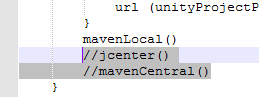 url (unityProjectP
}
mavenLocal()
//jcenter()
//mavenCentral()
}